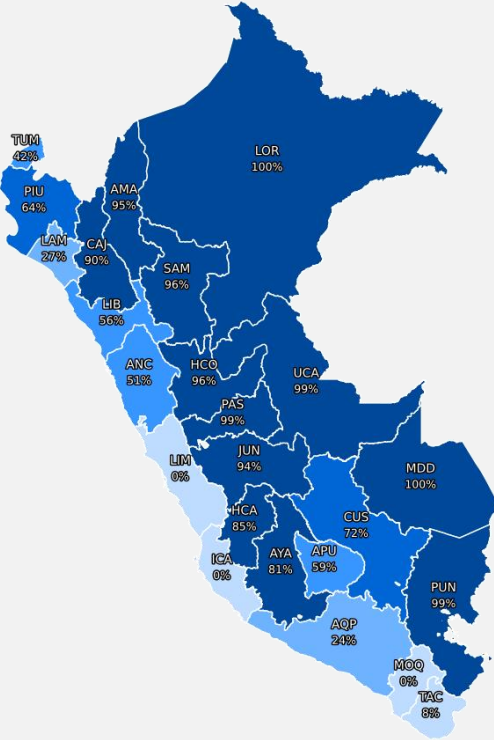 LOR
100%
TUM
42%
AMA
95%
PIU
64%
LAM
27%
CAJ
90%
SAM
96%
LIB
56%
ANC
51%
HCO
96%
UCA
99%
PAS
99%
JUN
94%
LIM
0%
MDD
100%
HCA
85%
CUS
72%
ICA
0%
AYA
81%
APU
59%
PUN
99%
AQP
24%
MOQ
0%
TAC
8%